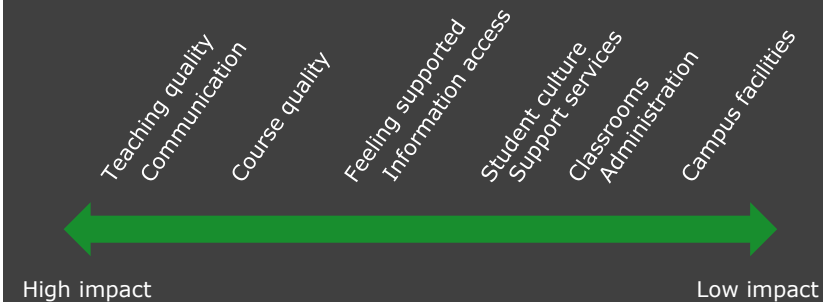 Teaching quality
Communication
Course quality
Feeling supported
Information access
Student culture
Support services
Classrooms
Administration
Campus facilities
High impact
Low impact